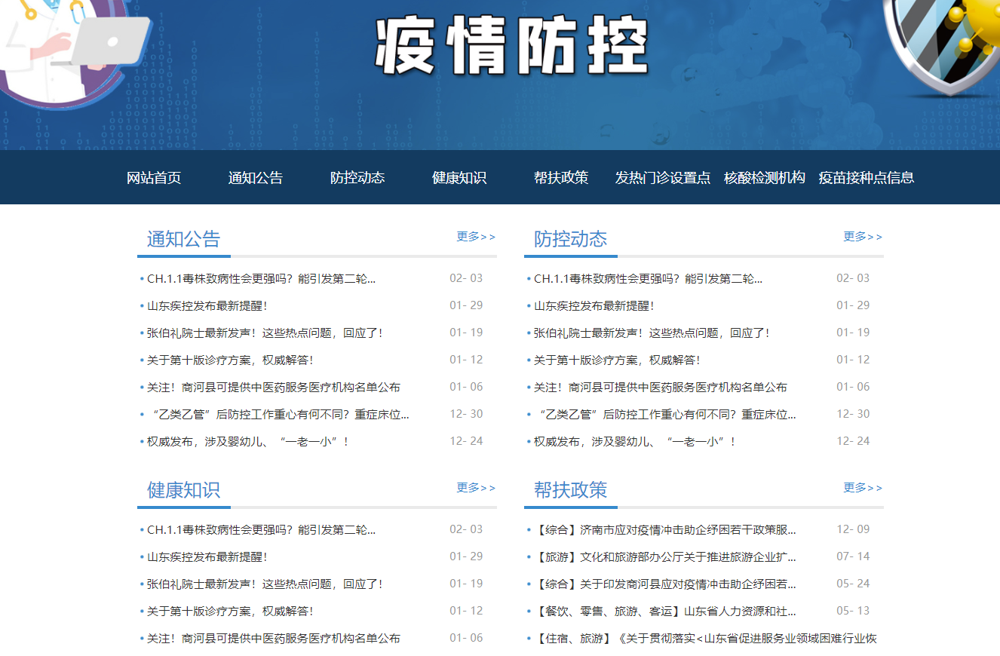 疫情防控
网站首页 通知公告 防控动态 健康知识 帮扶政策 发热门诊设置点 核酸检测机构 疫苗接种点信息
通知公告 更多>>
CH.1.1毒株致病性会更强吗？能引发第二轮... 02- 03
山东疾控发布最新提醒！ 01- 29
张伯礼院士最新发声！这些热点问题，回应了！ 01- 19
关于第十版诊疗方案，权威解答！ 01- 12
关注！商河县可提供中医药服务医疗机构名单公布 01- 06
“乙类乙管”后防控工作重心有何不同？重症床位... 12- 30
权威发布，涉及婴幼儿、“一老一小”！ 12- 24
防控动态 更多>>
CH.1.1毒株致病性会更强吗？能引发第二轮... 02- 03
山东疾控发布最新提醒！ 01- 29
张伯礼院士最新发声！这些热点问题，回应了！ 01- 19
关于第十版诊疗方案，权威解答！ 01- 12
关注！商河县可提供中医药服务医疗机构名单公布 01- 06
“乙类乙管”后防控工作重心有何不同？重症床位... 12- 30
权威发布，涉及婴幼儿、“一老一小”！ 12- 24
健康知识 更多>>
CH.1.1毒株致病性会更强吗？能引发第二轮... 02- 03
山东疾控发布最新提醒！ 01- 29
张伯礼院士最新发声！这些热点问题，回应了！ 01- 19
关于第十版诊疗方案，权威解答！ 01- 12
关注！商河县可提供中医药服务医疗机构名单公布 01- 06
帮扶政策 更多>>
【综合】济南市应对疫情冲击助企纾困若干政策服... 12- 09
【旅游】文化和旅游部办公厅关于推进旅游企业扩... 07- 14
【综合】关于印发商河县应对疫情冲击助企纾困若... 05- 24
【餐饮、零售、旅游、客运】山东省人力资源和社... 05- 13
【住宿、旅游】《关于贯彻落实<山东省促进服务业领域困难行业恢